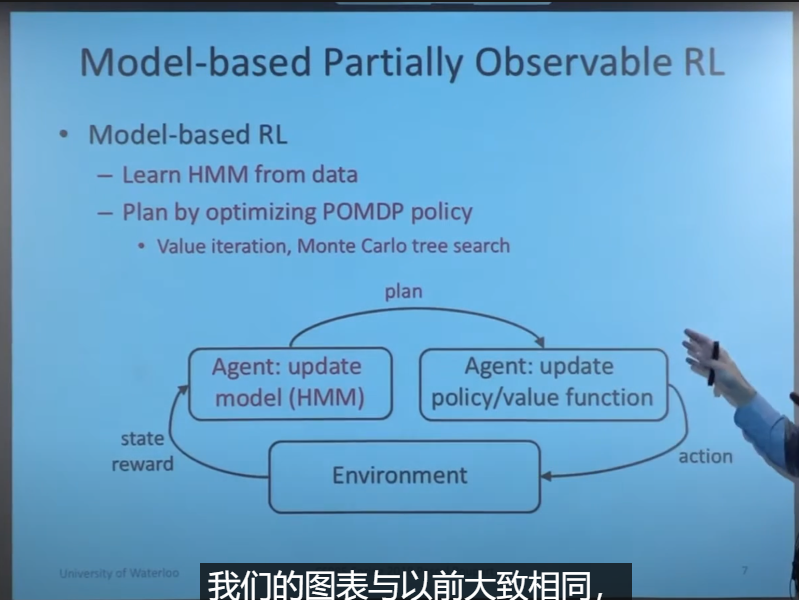 Model-based Partially Observable RL
• Model-based RL
– Learn HMM from data
– Plan by optimizing POMDP policy
• Value iteration, Monte Carlo tree search
plan
Agent: update
model (HMM)
Agent: update
policy/value function
state
reward
Environment
action
University of Waterloo
7
我们的图表与以前大致相同，